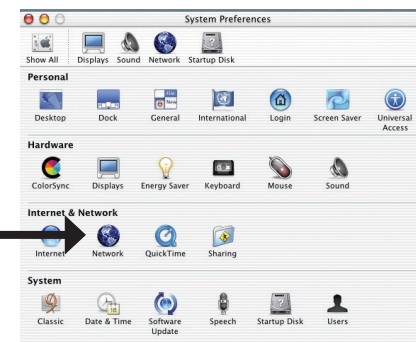 System Preferences
Show All Displays Sound Network Startup Disk
Personal
Desktop Dock General International Login Screen Saver Universal
Access
Hardware
ColorSync Displays Energy Saver Keyboard Mouse Sound
Internet & Network
Internet Network QuickTime Sharing
System
Classic Date & Time Software Speech Startup Disk Users
Update